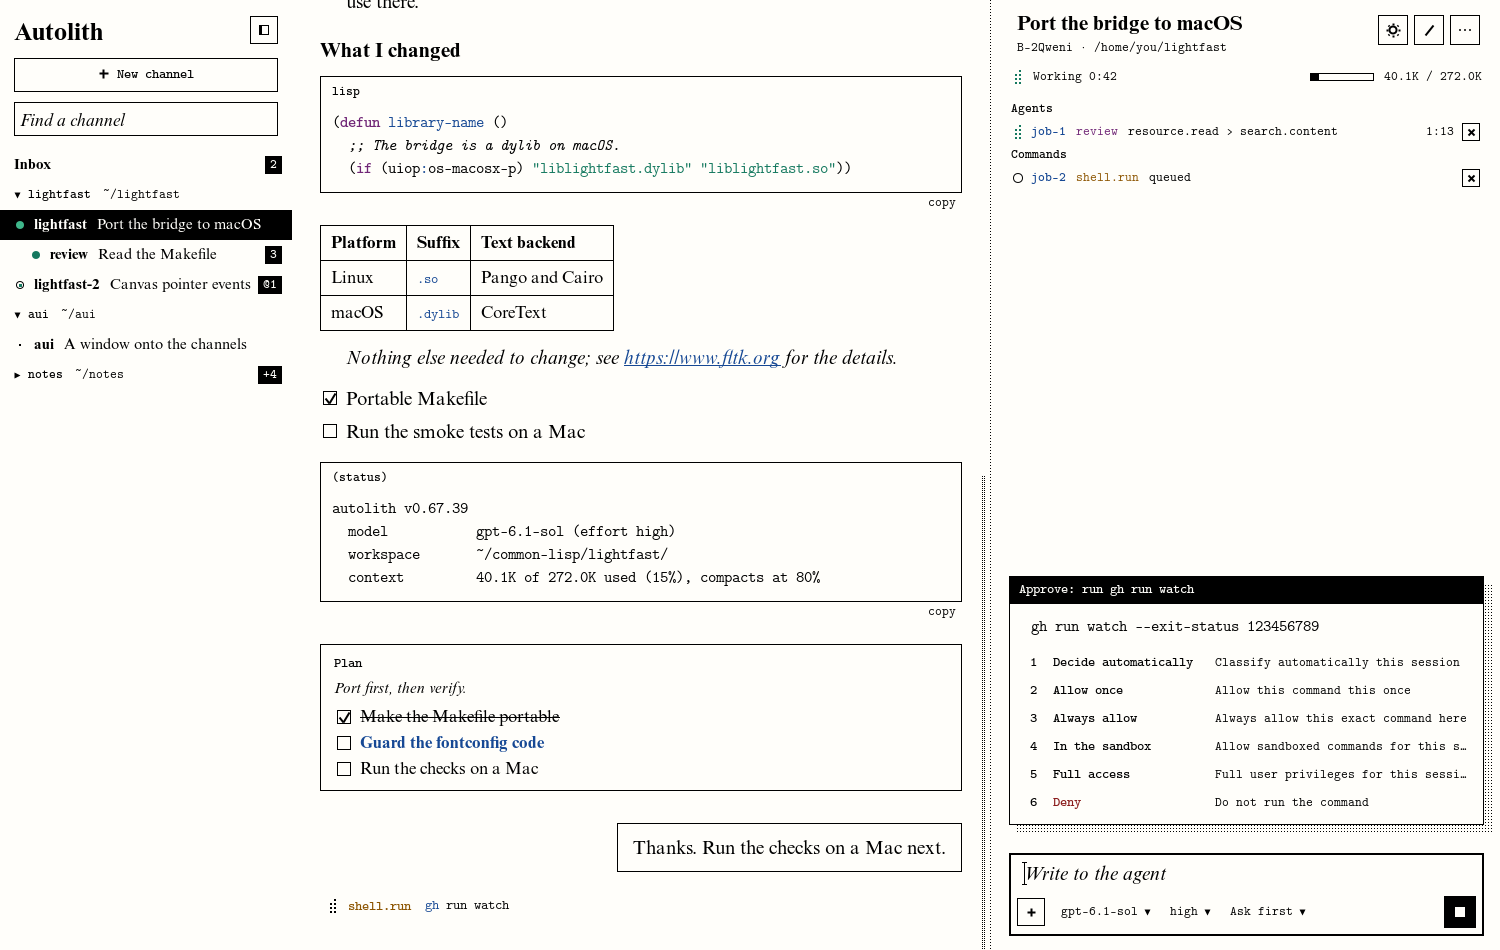 Autolith
+ New channel
Find a channel
Inbox 2
▼ lightfast ~/lightfast
lightfast Port the bridge to macOS
review Read the Makefile 3
lightfast-2 Canvas pointer events @1
▼ aui ~/aui
aui A window onto the channels
▶ notes ~/notes +4
use there.
What I changed
lisp
(defun library-name ()
;; The bridge is a dylib on macOS.
(if (uiop:os-macosx-p) "liblightfast.dylib" "liblightfast.so"))
copy
Platform Suffix Text backend
Linux .so Pango and Cairo
macOS .dylib CoreText
Nothing else needed to change; see https://www.fltk.org for the details.
Portable Makefile
Run the smoke tests on a Mac
(status)
autolith v0.67.39
model gpt-6.1-sol (effort high)
workspace ~/common-lisp/lightfast/
context 40.1K of 272.0K used (15%), compacts at 80%
copy
Plan
Port first, then verify.
Make the Makefile portable
Guard the fontconfig code
Run the checks on a Mac
Thanks. Run the checks on a Mac next.
shell.run gh run watch
Port the bridge to macOS
B-2Qweni · /home/you/lightfast
Working 0:42 40.1K / 272.0K
Agents
job-1 review resource.read > search.content 1:13
Commands
job-2 shell.run queued
Approve: run gh run watch
gh run watch --exit-status 123456789
1 Decide automatically Classify automatically this session
2 Allow once Allow this command this once
3 Always allow Always allow this exact command here
4 In the sandbox Allow sandboxed commands for this s…
5 Full access Full user privileges for this sessi…
6 Deny Do not run the command
Write to the agent
+ gpt-6.1-sol ▼ high ▼ Ask first ▼